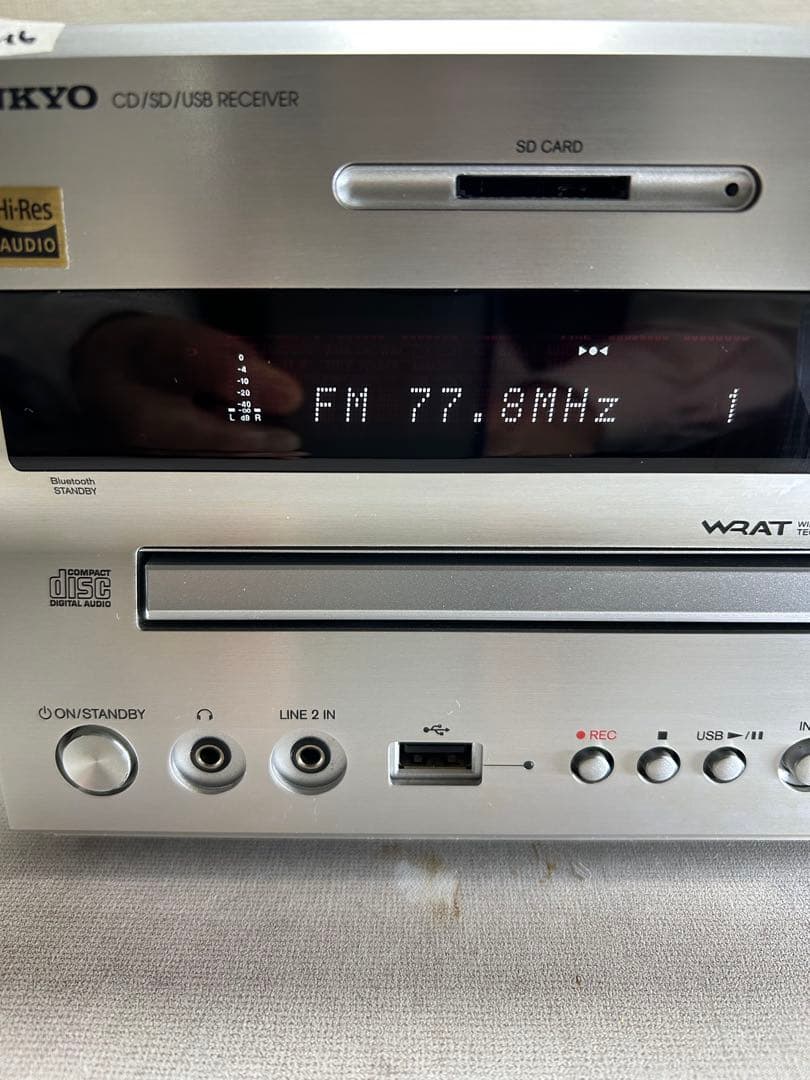 NKYO CD/SD/USB RECEIVER
SD CARD
Hi-Res
AUDIO
0
-4
-10
-20
-40
-∞
L dB R
FM 77.8MHz 1
Bluetooth
STANDBY
WRAT
COMPACT
disc
DIGITAL AUDIO
ON/STANDBY
LINE 2 IN
REC
USB
IN